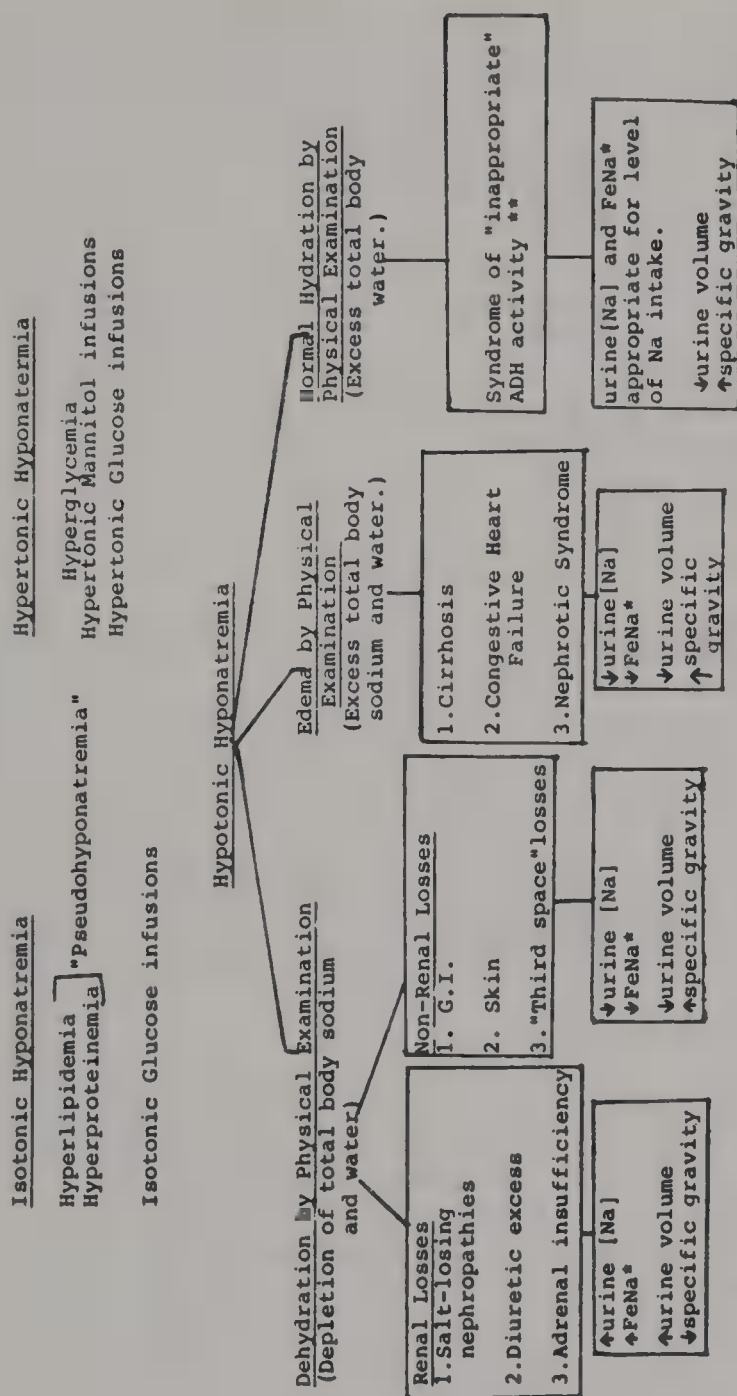 Isotonic Hyponatremia
Hyperlipidemia
Hyperproteinemia
"Pseudohyponatremia"
Isotonic Glucose infusions
Hypertonic Hyponatermia
Hyperglycemia
Hypertonic Mannitol infusions
Hypertonic Glucose infusions
Hypotonic Hyponatremia
Dehydration by Physical Examination
(Depletion of total body sodium
and water)
Renal Losses
1.Salt-losing
nephropathies
2.Diuretic excess
3.Adrenal insufficiency
↑urine [Na]
↑FeNa*
↑urine volume
↓specific gravity
Non-Renal Losses
1. G.I.
2. Skin
3."Third space"losses
↓urine [Na]
↓FeNa*
↓urine volume
↑specific gravity
Edema by Physical
Examination
(Excess total body
sodium and water.)
1.Cirrhosis
2.Congestive Heart
Failure
3.Nephrotic Syndrome
↓urine[Na]
↓FeNa*
↓urine volume
↑specific
gravity
Normal Hydration by
Physical Examination
(Excess total body
water.)
Syndrome of "inappropriate"
ADH activity **
urine[Na] and FeNa*
appropriate for level
of Na intake.
↓urine volume
↑specific gravity